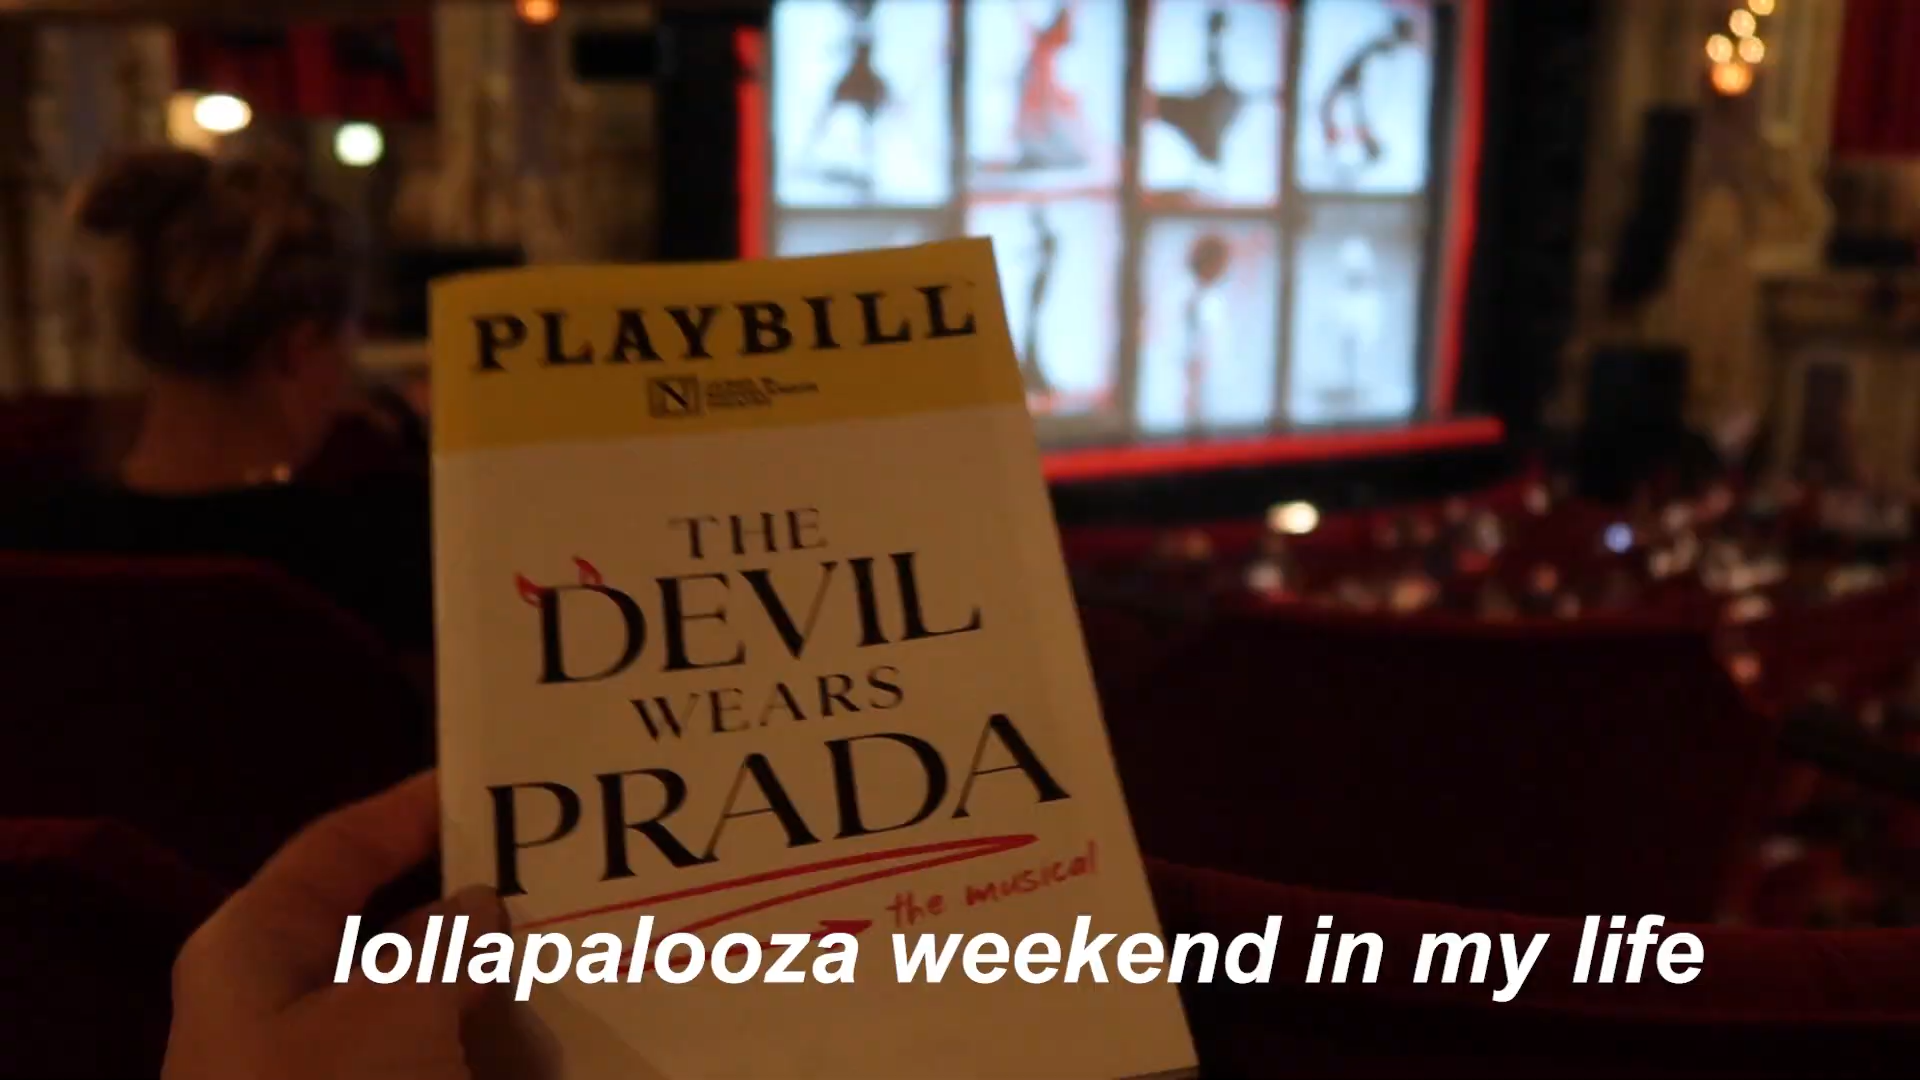 PLAYBILL
N
THE
DEVIL
WEARS
PRADA
the musical
lollapalooza weekend in my life